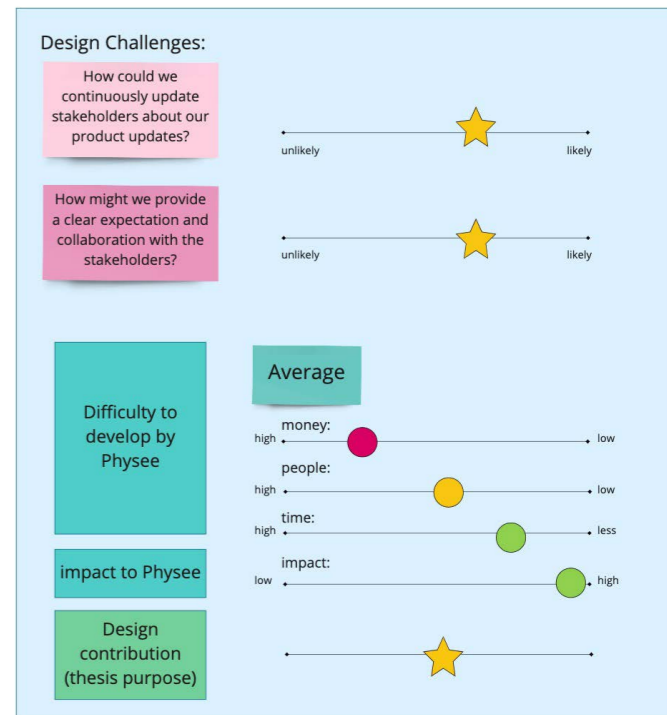 Design Challenges:
How could we
continuously update
stakeholders about our
product updates?
unlikely
likely
How might we provide
a clear expectation and
collaboration with the
stakeholders?
unlikely
likely
Difficulty to
develop by
Physee
Average
money:
high
low
people:
high
low
time:
high
less
impact to Physee
impact:
low
high
Design
contribution
(thesis purpose)